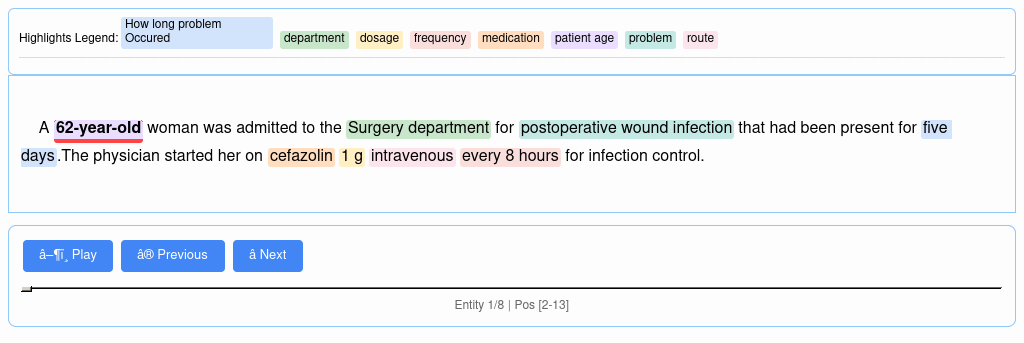 How long problem
Highlights Legend: Occured department dosage frequency medication patient age problem route
A 62-year-old woman was admitted to the Surgery department for postoperative wound infection that had been present for five
days.The physician started her on cefazolin 1 g intravenous every 8 hours for infection control.
â–¶ï¸ Play â® Previous â Next
Entity 1/8 | Pos [2-13]